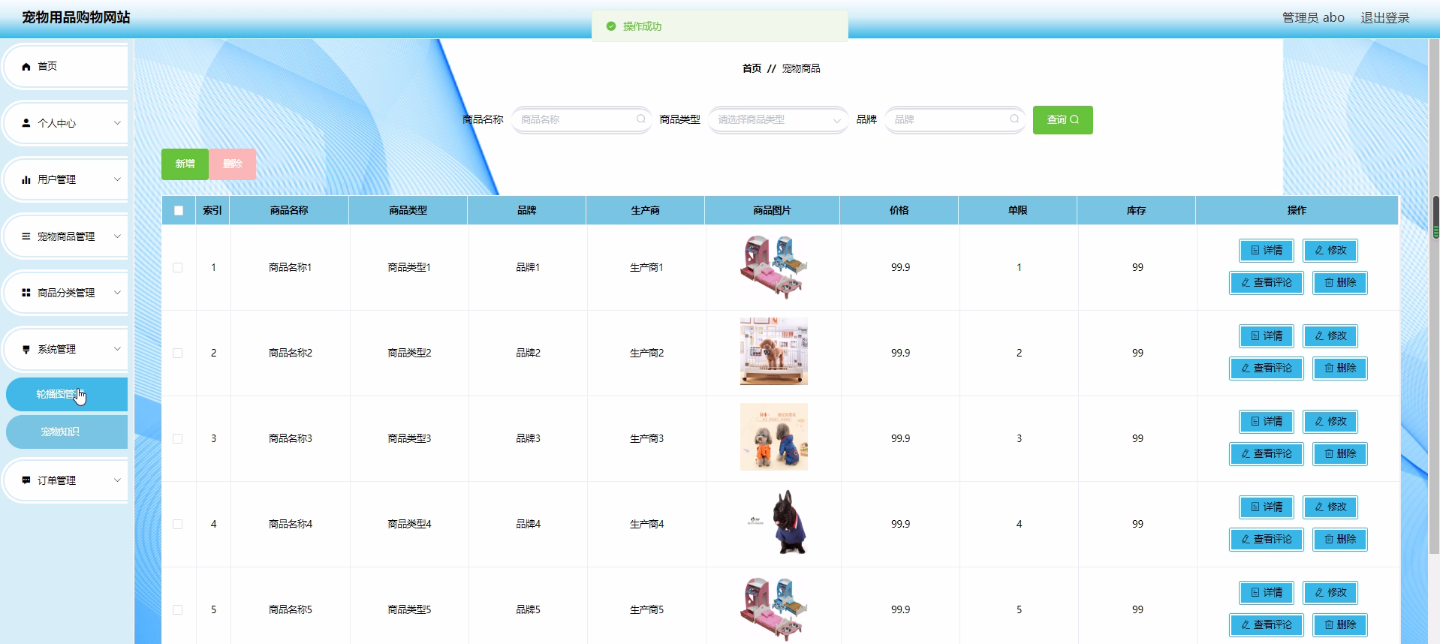 宠物用品购物网站
操作成功
管理员 abo 退出登录
首页
个人中心
用户管理
宠物商品管理
商品分类管理
系统管理
轮播图管理
宠物知识
订单管理
首页 // 宠物商品
商品名称 商品名称 商品类型 请选择商品类型 品牌 品牌 查询
新增 删除
索引 商品名称 商品类型 品牌 生产商 商品图片 价格 单限 库存 操作
1 商品名称1 商品类型1 品牌1 生产商1 99.9 1 99 详情 修改
查看评论 删除
2 商品名称2 商品类型2 品牌2 生产商2 99.9 2 99 详情 修改
查看评论 删除
3 商品名称3 商品类型3 品牌3 生产商3 99.9 3 99 详情 修改
查看评论 删除
4 商品名称4 商品类型4 品牌4 生产商4 99.9 4 99 详情 修改
查看评论 删除
5 商品名称5 商品类型5 品牌5 生产商5 99.9 5 99 详情 修改
查看评论 删除